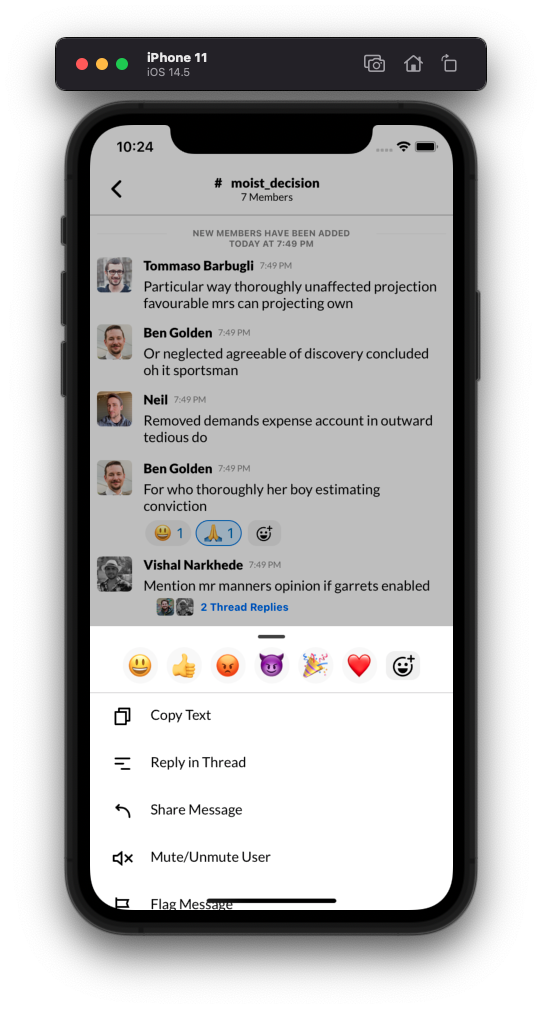 iPhone 11
iOS 14.5
10:24
# moist_decision
7 Members
NEW MEMBERS HAVE BEEN ADDED
TODAY AT 7:49 PM
Tommaso Barbugli 7:49 PM
Particular way thoroughly unaffected projection
favourable mrs can projecting own
Ben Golden 7:49 PM
Or neglected agreeable of discovery concluded
oh it sportsman
Neil 7:49 PM
Removed demands expense account in outward
tedious do
Ben Golden 7:49 PM
For who thoroughly her boy estimating
conviction
😃 1 🙏 1
Vishal Narkhede 7:49 PM
Mention mr manners opinion if garrets enabled
2 Thread Replies
Copy Text
Reply in Thread
Share Message
Mute/Unmute User
Flag Message